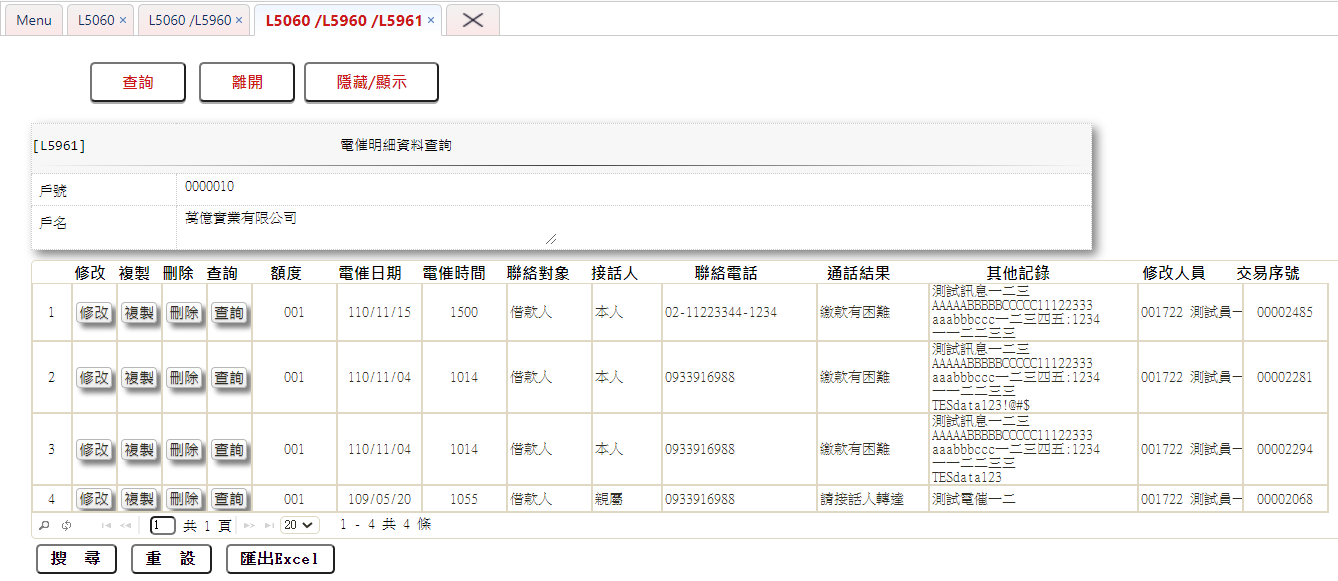 Menu L5060 × L5060 /L5960 × L5060 /L5960 /L5961 ×
查詢 離開 隱藏/顯示
[L5961] 電催明細資料查詢
戶號 0000010
戶名 萬億實業有限公司
修改 複製 刪除 查詢 額度 電催日期 電催時間 聯絡對象 接話人 聯絡電話 通話結果 其他記錄 修改人員 交易序號
1 修改 複製 刪除 查詢 001 110/11/15 1500 借款人 本人 02-11223344-1234 繳款有困難 測試訊息一二三 001722 測試員一 00002485
AAAAABBBBBCCCCC11122333
aaabbbccc一二三四五:1234
一一二二三三
2 修改 複製 刪除 查詢 001 110/11/04 1014 借款人 本人 0933916988 繳款有困難 測試訊息一二三 001722 測試員一 00002281
AAAAABBBBBCCCCC11122333
aaabbbccc一二三四五:1234
一一二二三三
TESdata123!@#$
3 修改 複製 刪除 查詢 001 110/11/04 1014 借款人 本人 0933916988 繳款有困難 測試訊息一二三 001722 測試員一 00002294
AAAAABBBBBCCCCC11122333
aaabbbccc一二三四五:1234
一一二二三三
TESdata123
4 修改 複製 刪除 查詢 001 109/05/20 1055 借款人 親屬 0933916988 請接話人轉達 測試電催一二 001722 測試員一 00002068
1 共 1 頁 20 1 - 4 共 4 條
搜 尋 重 設 匯出Excel